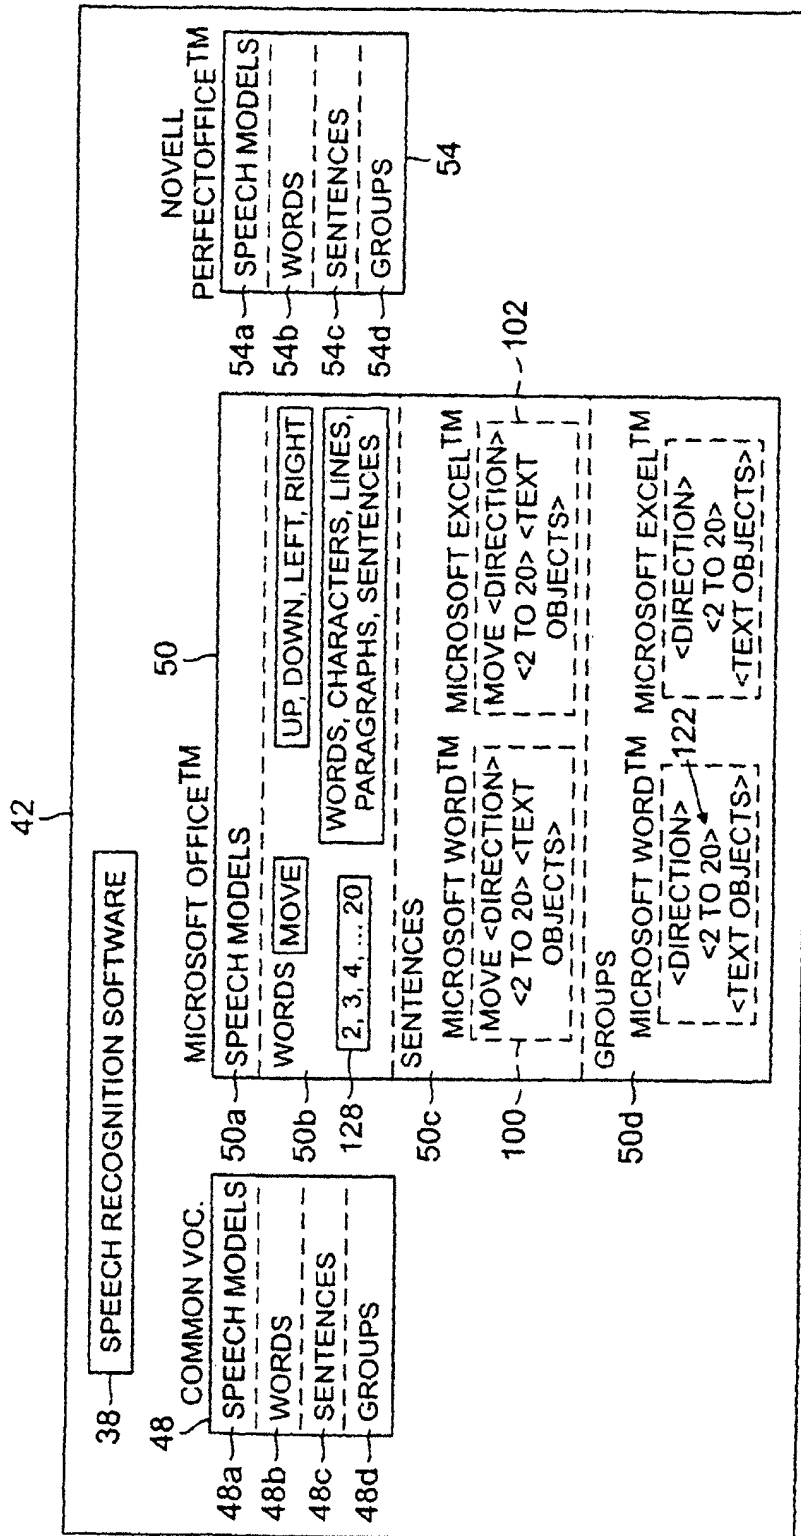 42
38
SPEECH RECOGNITION SOFTWARE
COMMON VOC.
48
48a
SPEECH MODELS
48b
WORDS
48c
SENTENCES
48d
GROUPS
MICROSOFT OFFICE™
50
50a
SPEECH MODELS
50b
WORDS
MOVE
UP, DOWN, LEFT, RIGHT
128
2, 3, 4, ... 20
WORDS, CHARACTERS, LINES,
PARAGRAPHS, SENTENCES
50c
SENTENCES
MICROSOFT WORD™
100
MOVE <DIRECTION>
<2 TO 20> <TEXT
OBJECTS>
MICROSOFT EXCEL™
102
MOVE <DIRECTION>
<2 TO 20> <TEXT
OBJECTS>
50d
GROUPS
MICROSOFT WORD™
<DIRECTION>
<2 TO 20>
<TEXT OBJECTS>
122
MICROSOFT EXCEL™
<DIRECTION>
<2 TO 20>
<TEXT OBJECTS>
NOVELL
PERFECTOFFICE™
54a
SPEECH MODELS
54b
WORDS
54c
SENTENCES
54d
GROUPS
54